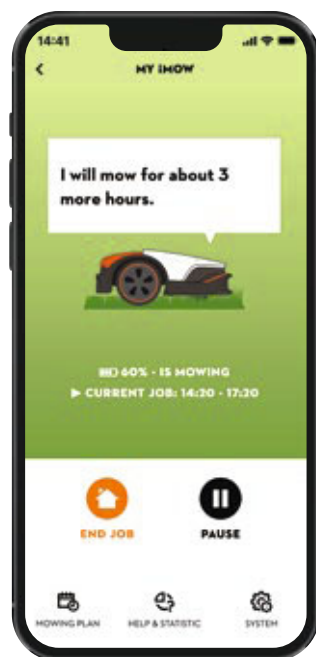 14:41
MY iMOW
I will mow for about 3
more hours.
60% - IS MOWING
CURRENT JOB: 14:20 - 17:20
END JOB
PAUSE
MOWING PLAN
HELP & STATISTIC
SYSTEM